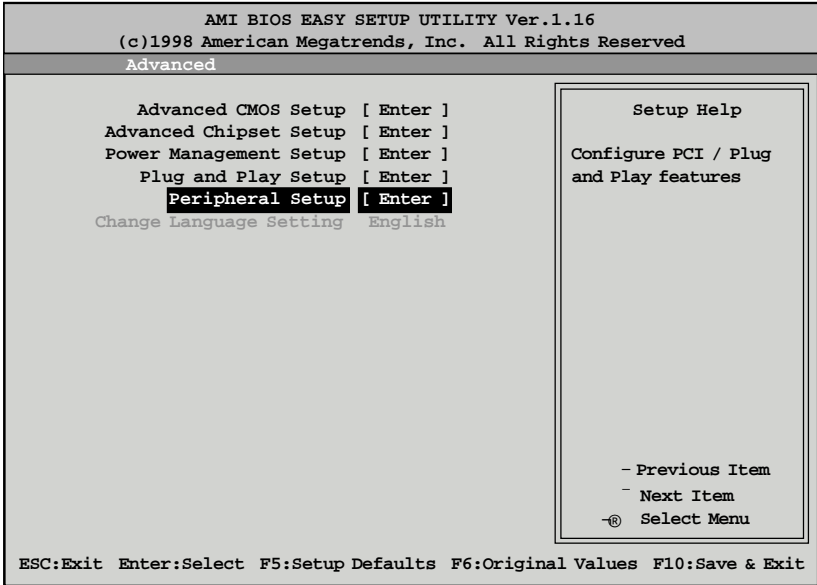 AMI BIOS EASY SETUP UTILITY Ver.1.16
(c)1998 American Megatrends, Inc. All Rights Reserved
Advanced
Advanced CMOS Setup [ Enter ]
Advanced Chipset Setup [ Enter ]
Power Management Setup [ Enter ]
Plug and Play Setup [ Enter ]
Peripheral Setup [ Enter ]
Change Language Setting English
Setup Help
Configure PCI / Plug
and Play features
– Previous Item
¯ Next Item
¬® Select Menu
ESC:Exit Enter:Select F5:Setup Defaults F6:Original Values F10:Save & Exit